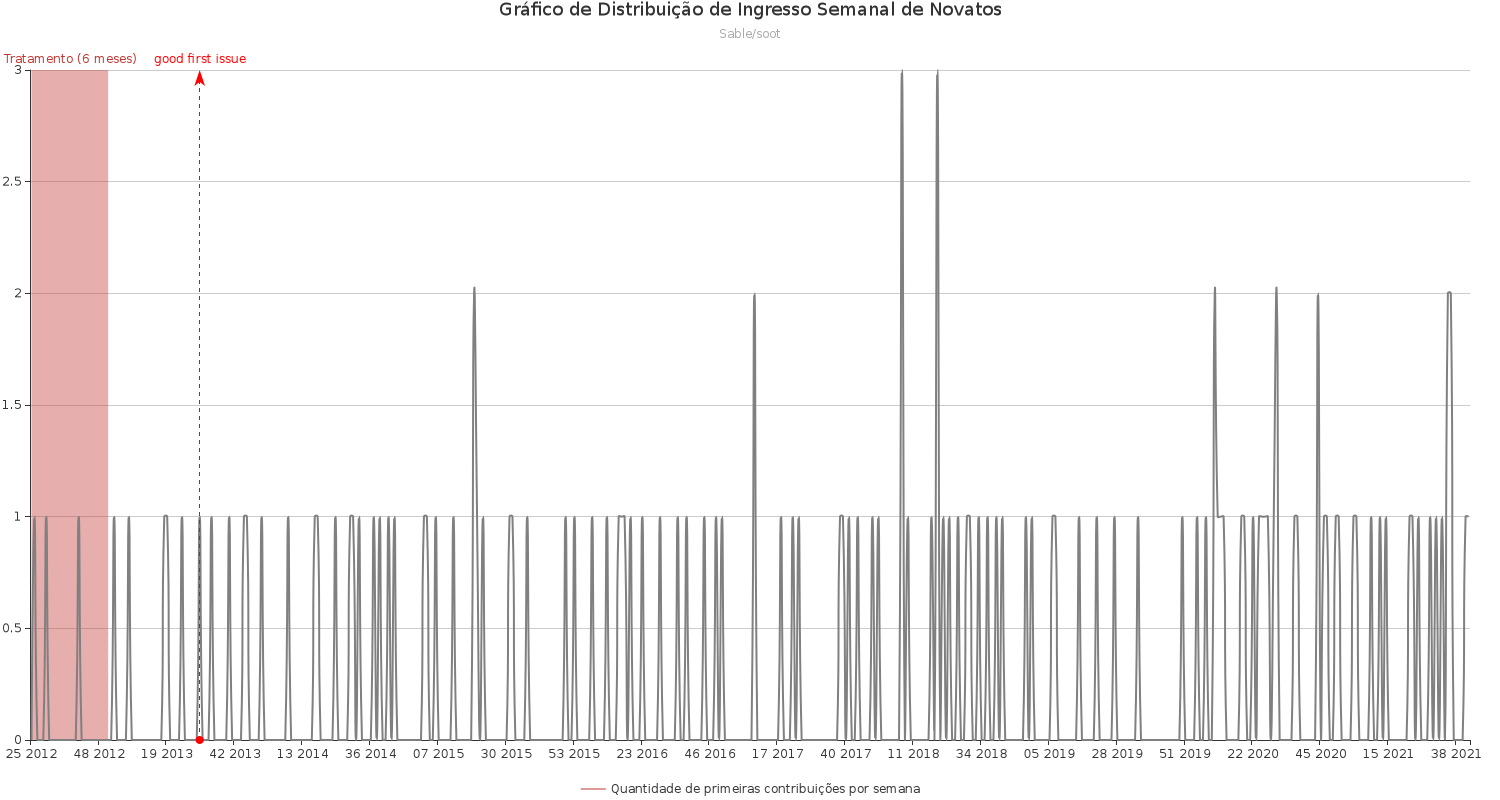 Gráfico de Distribuição de Ingresso Semanal de Novatos
Sable/soot
Tratamento (6 meses) good first issue
3
2.5
2
1.5
1
0.5
0
25 2012 48 2012 19 2013 42 2013 13 2014 36 2014 07 2015 30 2015 53 2015 23 2016 46 2016 17 2017 40 2017 11 2018 34 2018 05 2019 28 2019 51 2019 22 2020 45 2020 15 2021 38 2021
Quantidade de primeiras contribuições por semana